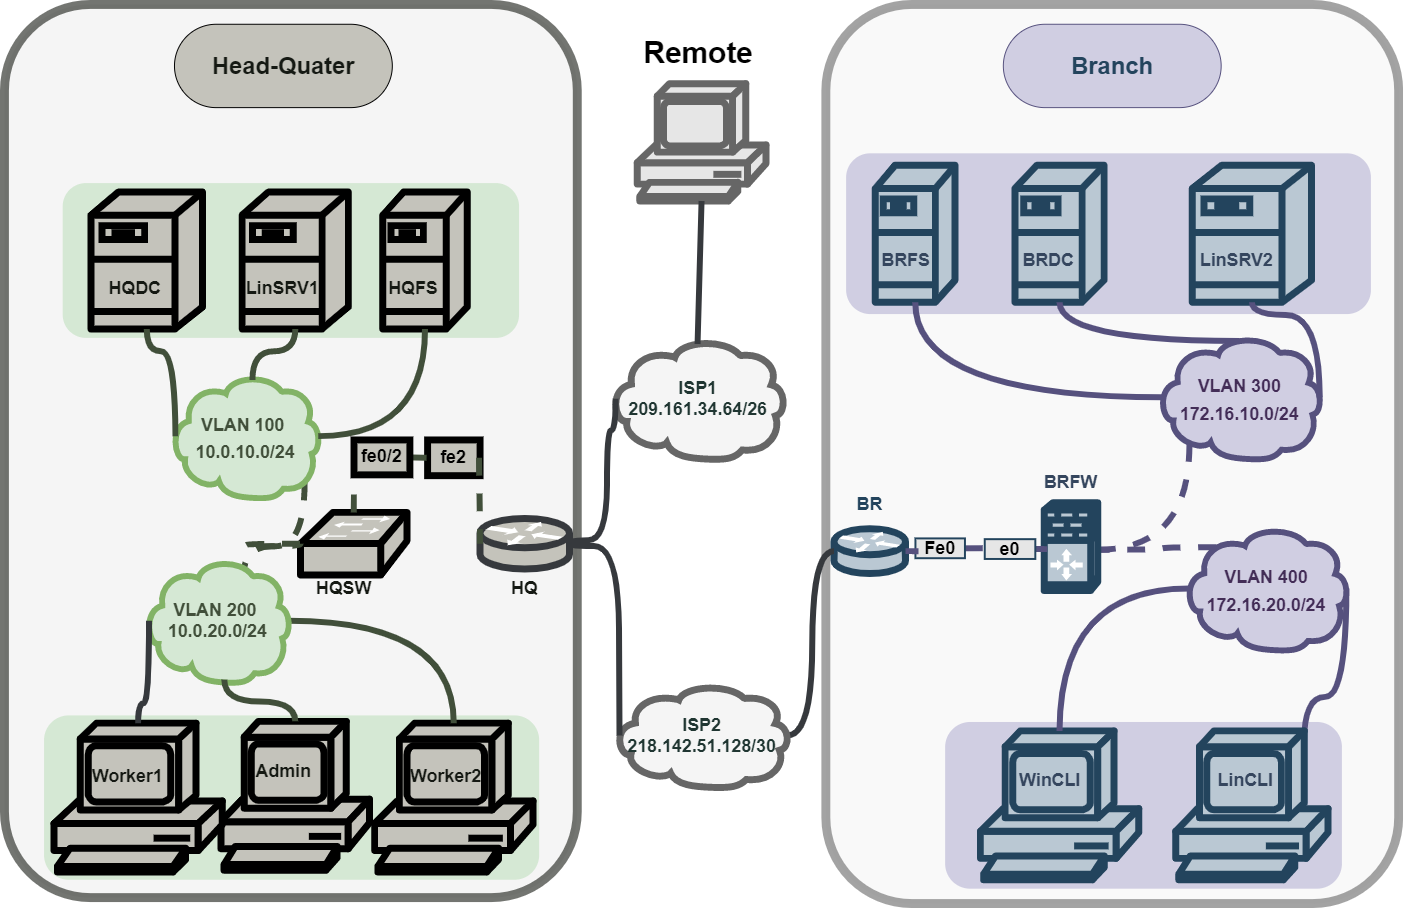 Head-Quater
Remote
Branch
HQDC
LinSRV1
HQFS
BRFS
BRDC
LinSRV2
VLAN 100
10.0.10.0/24
fe0/2
fe2
ISP1
209.161.34.64/26
VLAN 300
172.16.10.0/24
HQSW
HQ
BR
Fe0
e0
BRFW
VLAN 200
10.0.20.0/24
VLAN 400
172.16.20.0/24
ISP2
218.142.51.128/30
Worker1
Admin
Worker2
WinCLI
LinCLI